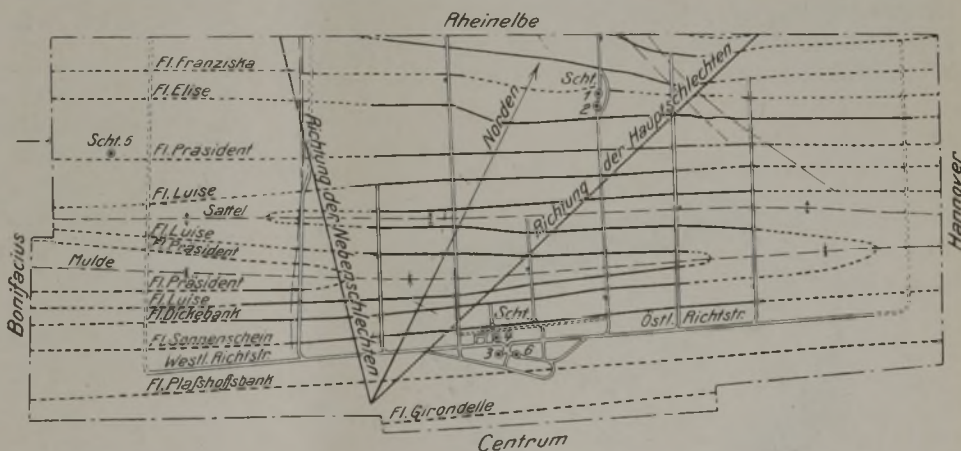 Rheinelbe
Fl. Franziska
Fl. Elise
Scht. 5
Fl. Präsident
Fl. Luise
Sattel
Fl. Luise
Fl. Präsident
Mulde
Fl. Präsident
Fl. Luise
Fl. Dickebank
Fl. Sonnenschein
Westl. Richtstr.
Fl. Plaßhoffsbank
Fl. Girondelle
Richtung der Nebenschlechten
Norden
Scht.
1
2
Richtung der Hauptschlechten
Scht.
4
3
6
Östl. Richtstr.
Bonifacius
Hannover
Centrum